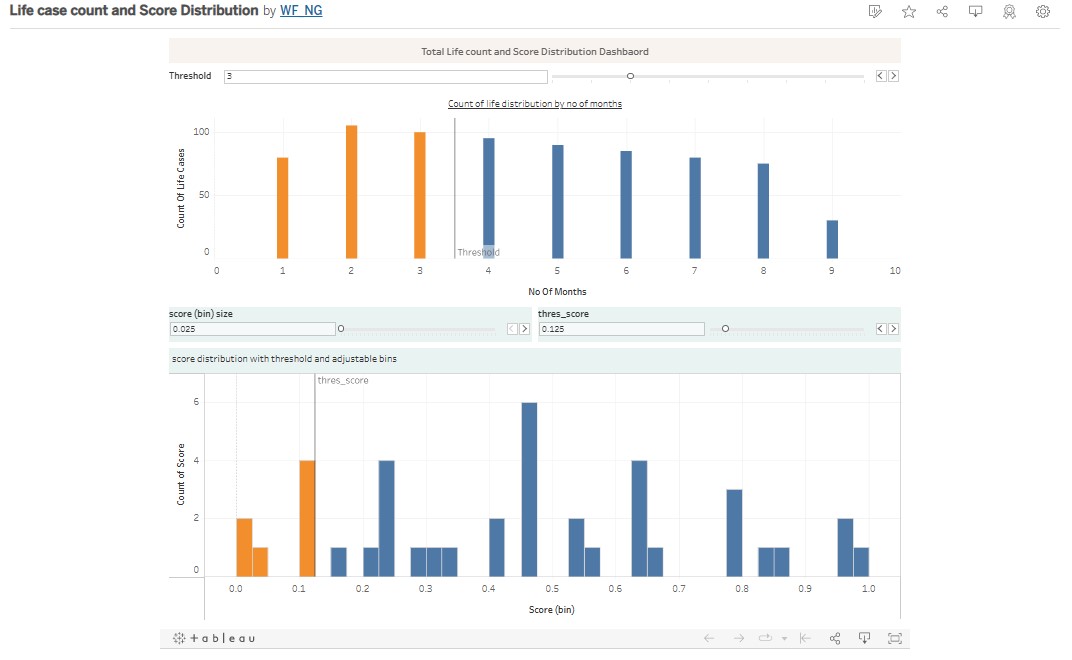 Life case count and Score Distribution by WF_NG
Total Life count and Score Distribution Dashbaord
Threshold 3
Count of life distribution by no of months
Count Of Life Cases
100
50
0
Threshold
0 1 2 3 4 5 6 7 8 9 10
No Of Months
score (bin) size thres_score
0.025 0.125
score distribution with threshold and adjustable bins
thres_score
Count of Score
6
4
2
0
0.0 0.1 0.2 0.3 0.4 0.5 0.6 0.7 0.8 0.9 1.0
Score (bin)
+ableau